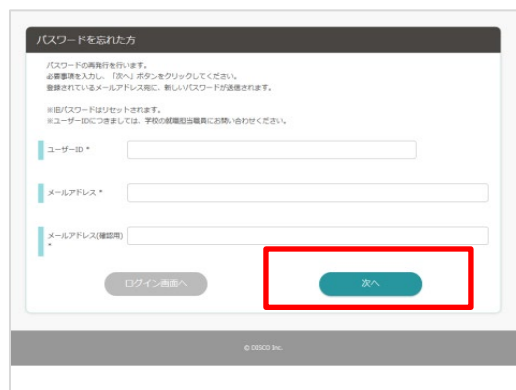 パスワードを忘れた方
パスワードの再発行を行います。
必要事項を入力し、「次へ」ボタンをクリックしてください。
登録されているメールアドレス宛に、新しいパスワードが送信されます。
※旧パスワードはリセットされます。
※ユーザーIDにつきましては、学校の就職担当職員にお問い合わせください。
ユーザーID *
メールアドレス *
メールアドレス(確認用)
*
ログイン画面へ
次へ
© DISCO Inc.